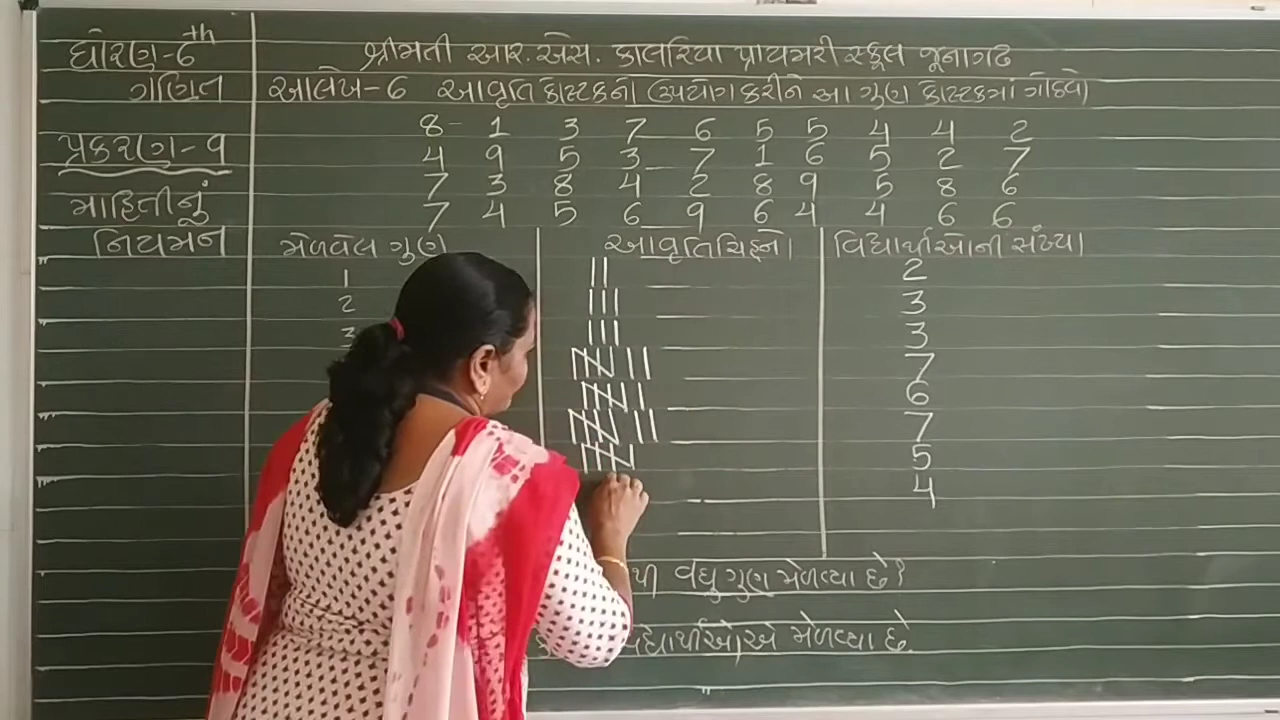 ધોરણ-6th
ગણિત
પ્રકરણ-૧
માહિતીનું
નિયમન
શ્રીમતી આર.એસ. કાલરિયા પ્રાયમરી સ્કૂલ જૂનાગઢ
આલેખ-6 આવૃતિ કોષ્ટકનો ઉપયોગ કરીને આ ગુણ કોષ્ટકમાં ગોઠવો
8 1 3 7 6 5 5 4 4 2
4 9 5 3 7 1 6 5 2 7
7 3 8 4 2 8 9 5 8 6
7 4 5 6 9 6 4 4 6 6
મેળવેલ ગુણ આવૃતિચિહ્નો વિદ્યાર્થીઓની સંખ્યા
1 || 2
2 ||| 3
3 ||| 3
7
6
7
5
4
વધુ ગુણ મેળવ્યા છે?
મેળવ્યા છે.